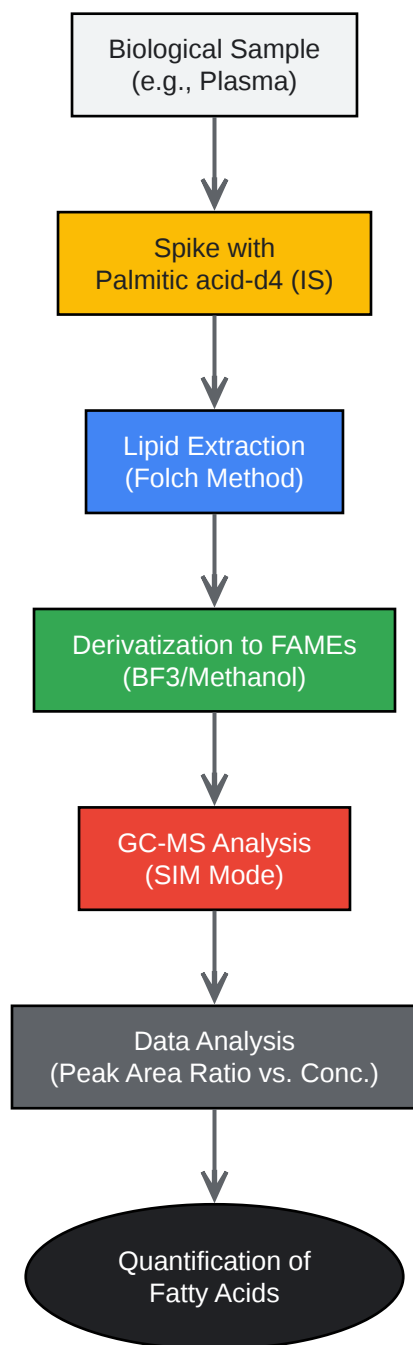 Biological Sample
(e.g., Plasma)
Spike with
Palmitic acid-d4 (IS)
Lipid Extraction
(Folch Method)
Derivatization to FAMEs
(BF3/Methanol)
GC-MS Analysis
(SIM Mode)
Data Analysis
(Peak Area Ratio vs. Conc.)
Quantification of
Fatty Acids